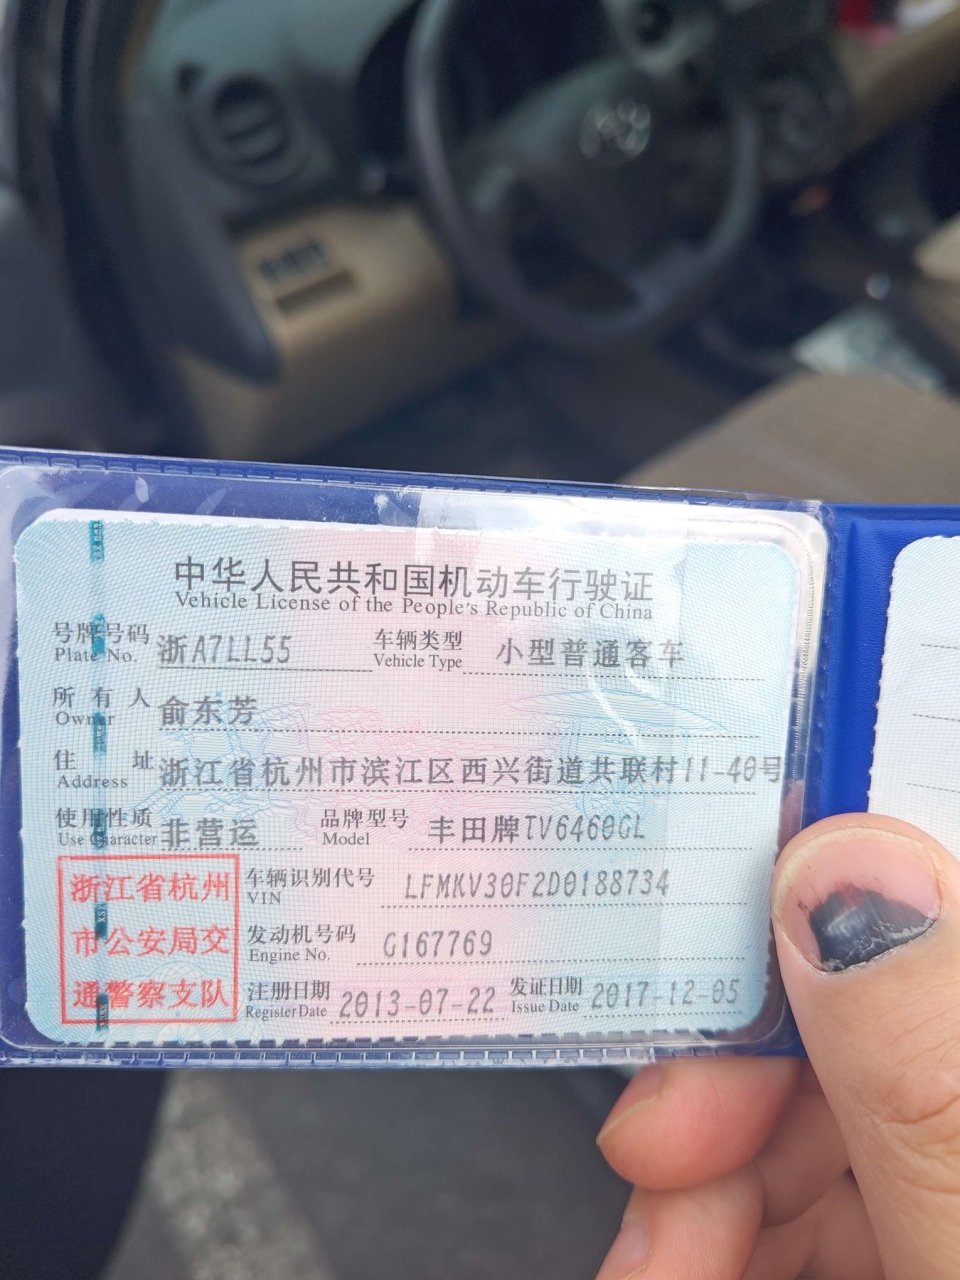 中华人民共和国机动车行驶证
Vehicle License of the People's Republic of China
号牌号码 浙A7LL55 车辆类型 小型普通客车
Plate No. Vehicle Type
所有人 俞东芳
Owner
住址 浙江省杭州市滨江区西兴街道共联村11-40号
Address
使用性质 非营运 品牌型号 丰田牌TV6460GL
Use Character Model
浙江省杭州
市公安局交
通警察支队
车辆识别代号 LFMKV30F2D0188734
VIN
发动机号码 G167769
Engine No.
注册日期 2013-07-22 发证日期 2017-12-05
Register Date Issue Date